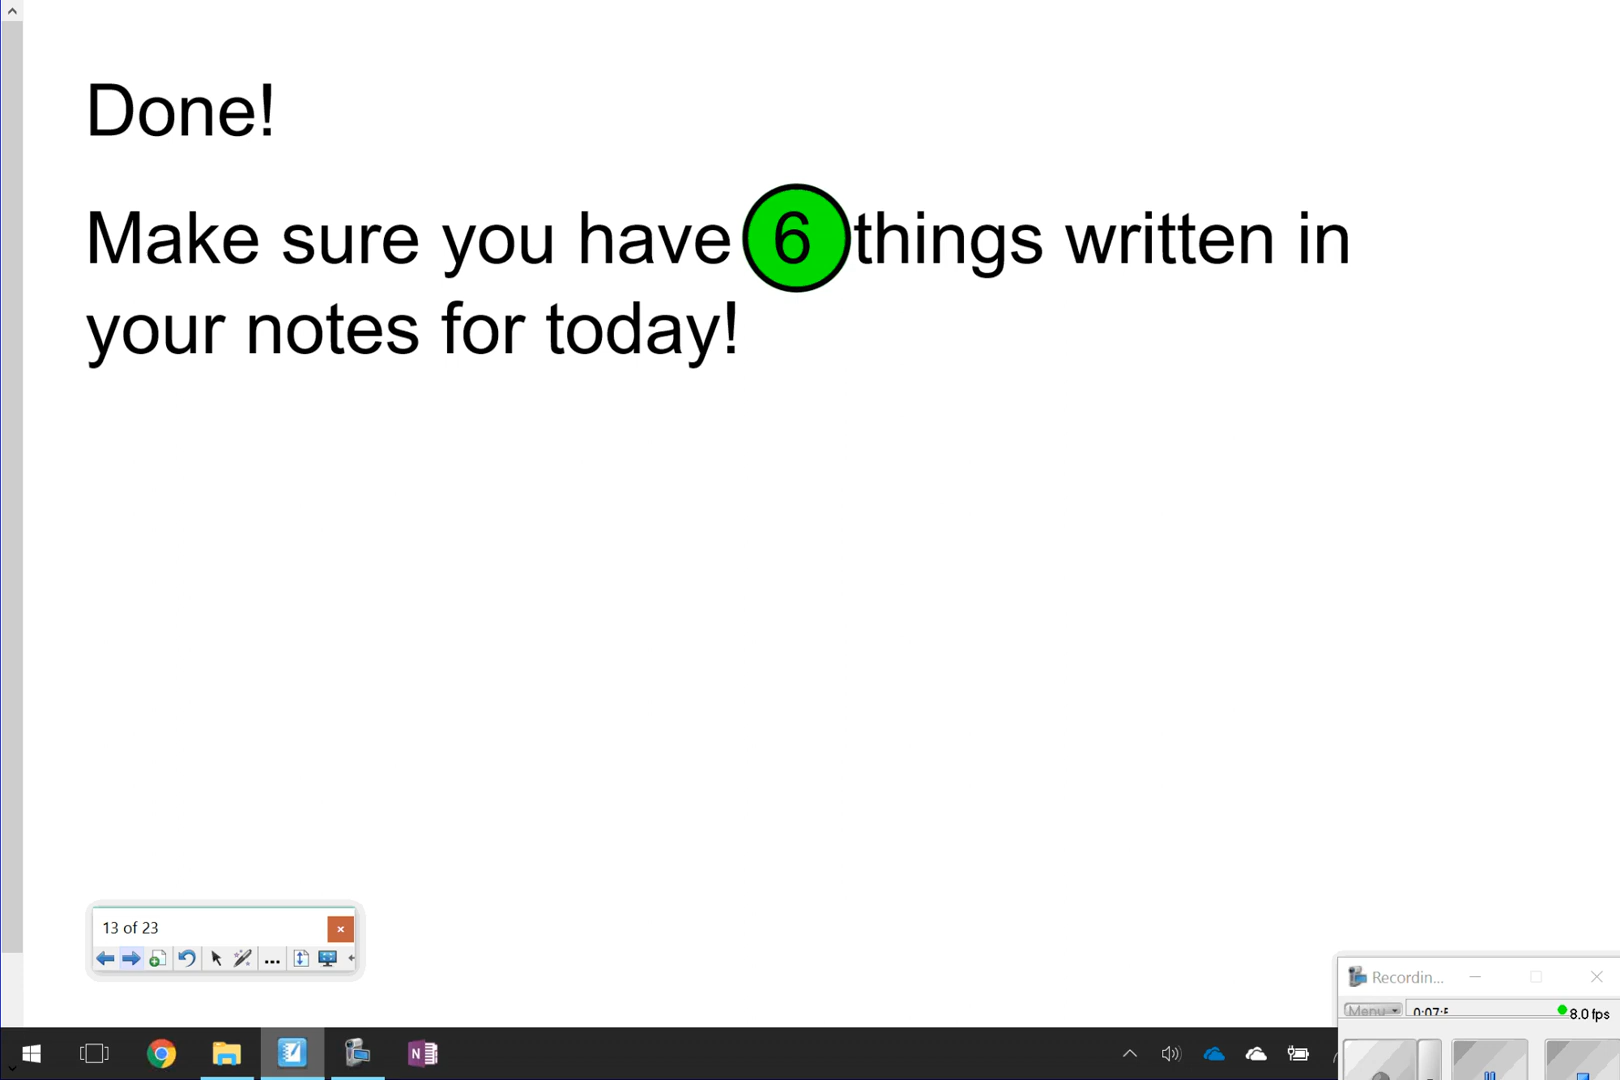 Done!
Make sure you have 6 things written in
your notes for today!
13 of 23
Recordin...
Menu
8.0 fps
N